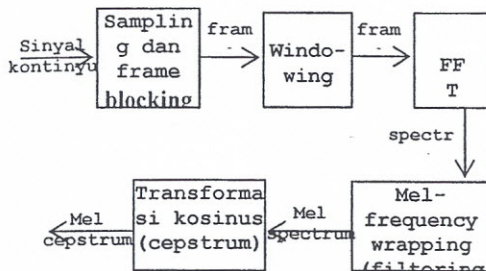 Sinyal
kontinyu
Samplin
g dan
frame
blocking
fram
Windo-
wing
fram
FF
T
spectr
Mel-
frequency
wrapping
(filtering
Mel
spectrum
Transforma
si kosinus
(cepstrum)
Mel
cepstrum